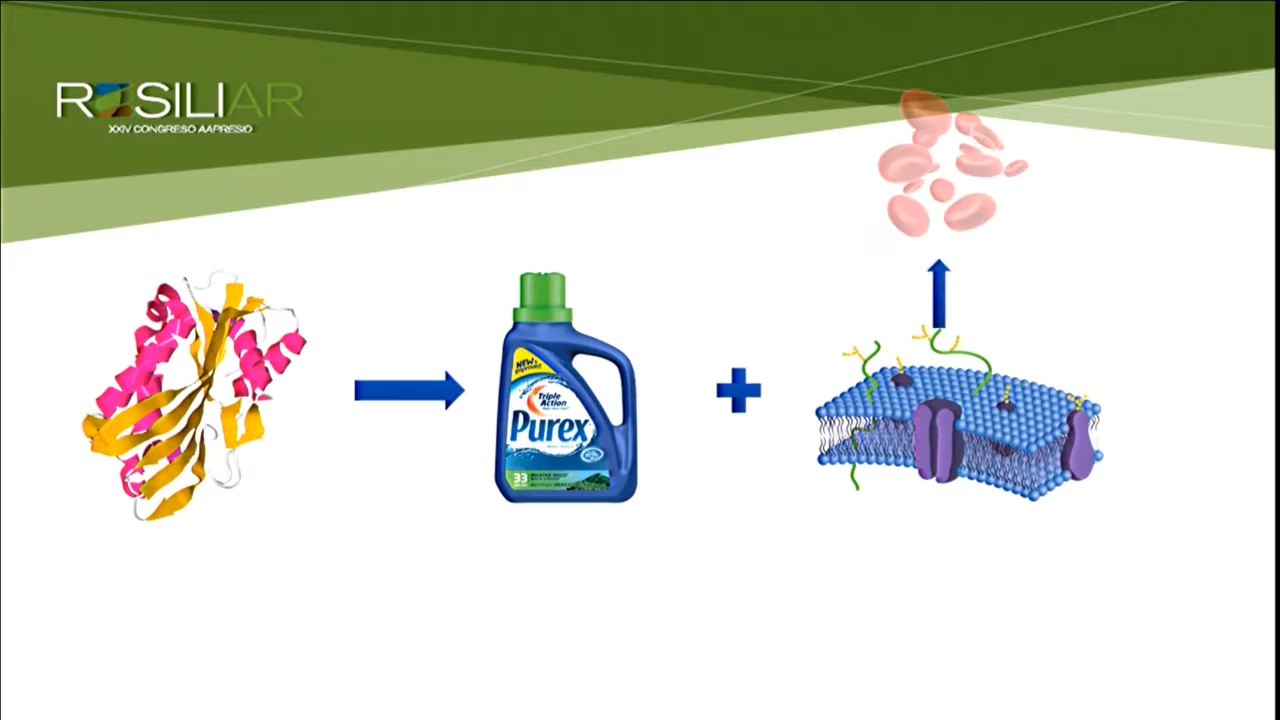 RESILIAR
XXIV CONGRESO AAPRESID
NEW &
Improved
Triple
Action
Purex
33